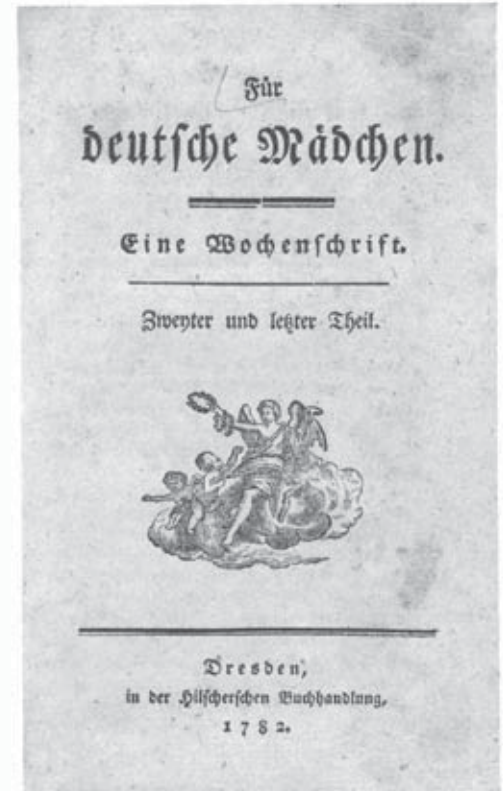 Für
deutsche Mädchen.
Eine Wochenschrift.
Zweyter und letzter Theil.
Dresden,
in der Hilscherschen Buchhandlung,
1782.